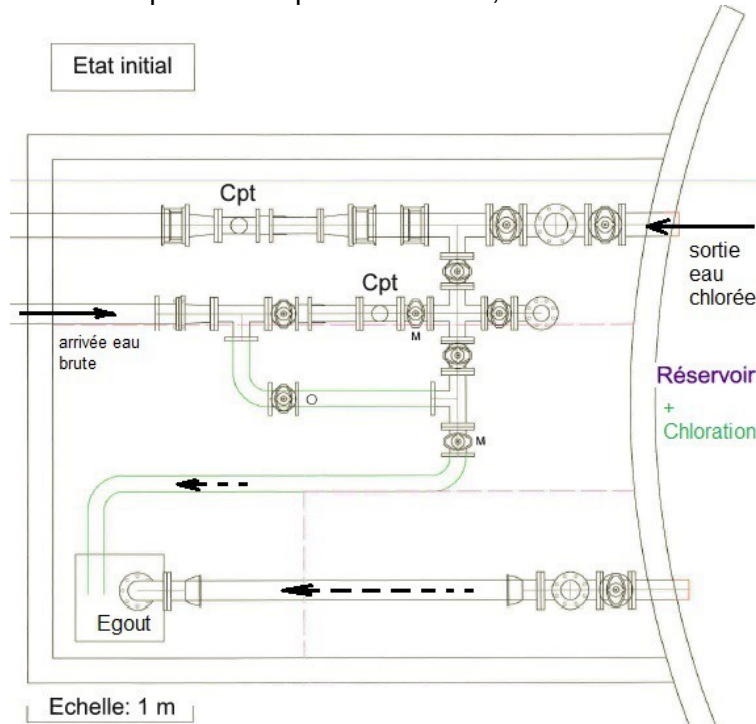 Etat initial
Cpt
sortie
eau
chlorée
Cpt
M
arrivée eau
brute
Réservoir
+
Chloration
M
Egout
Echelle: 1 m